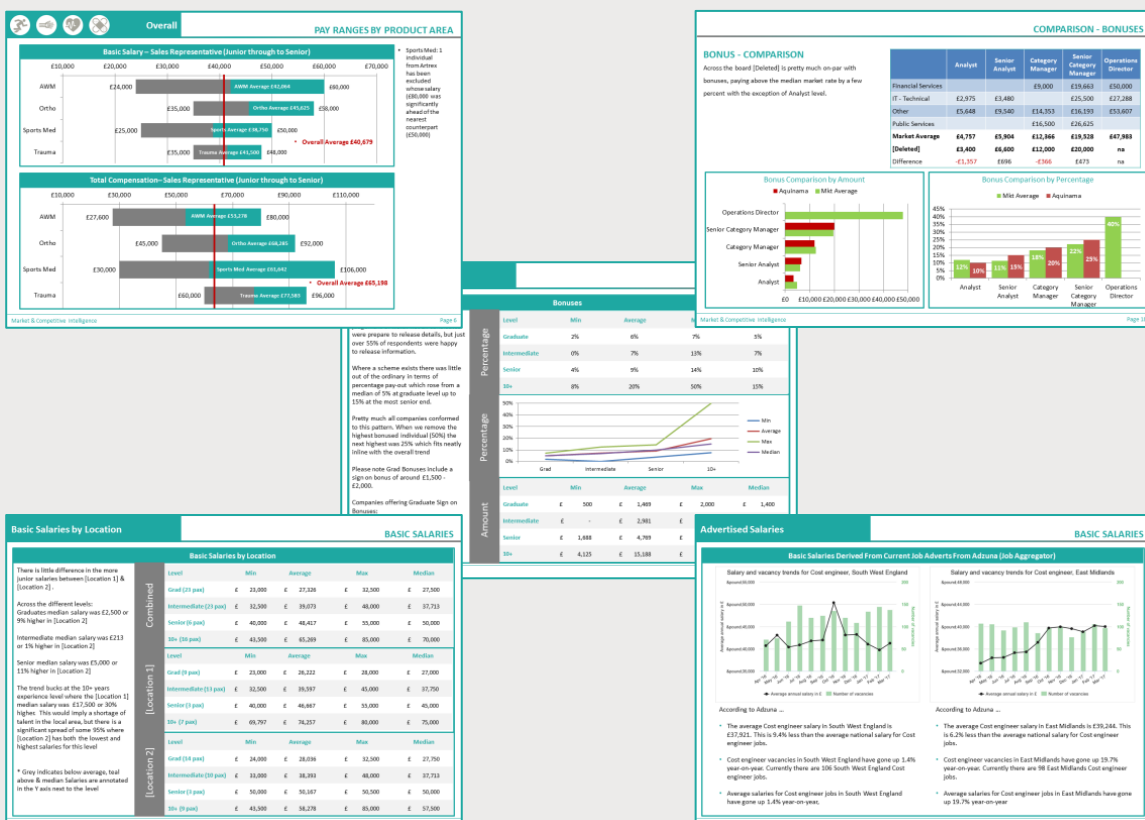 Overall
PAY RANGES BY PRODUCT AREA
Basic Salary – Sales Representative (Junior through to Senior)
£10,000 £20,000 £30,000 £40,000 £50,000 £60,000 £70,000
AWM £24,000 AWM Average £60,000
Ortho £35,000 Ortho Average £45,625 £58,000
Sports Med £25,000 Sports Average £38,750 £50,000
* Overall Average £40,679
Trauma £35,000 Trauma Average £41,500 £48,000
• Sports Med: 1
individual
from Artrex
has been
excluded
whose salary
(£80,000 was
significantly
ahead of the
nearest
counterpart
(£50,000)
Total Compensation– Sales Representative (Junior through to Senior)
£10,000 £30,000 £50,000 £70,000 £90,000 £110,000
AWM £27,600 AWM Average £53,278 £80,000
Ortho £45,000 Ortho Average £68,285 £92,000
Sports Med £30,000 Sports Med Average £106,000
* Overall Average £65,198
Trauma £60,000 Trauma Average £96,000
Market & Competitive Intelligence Page 6
COMPARISON - BONUSES
BONUS - COMPARISON
Across the board [Deleted] is pretty much on-par with
bonuses, paying above the median market rate by a few
percent with the exception of Analyst level.
Analyst Senior Analyst Category Manager Senior Category Manager Operations Director
Financial Services £9,000 £19,663 £50,000
IT - Technical £2,975 £3,480 £25,500 £27,288
Other £5,648 £9,540 £14,353 £16,193 £53,607
Public Services £16,500 £26,625
Market Average £4,757 £5,904 £12,366 £19,528 £47,983
[Deleted] £3,400 £6,600 £12,000 £20,000 na
Difference -£1,357 £696 -£366 £473 na
Bonus Comparison by Amount
Aquinama Mkt Average
Operations Director
Senior Category Manager
Category Manager
Senior Analyst
Analyst
£0 £10,000 £20,000 £30,000 £40,000 £50,000
Bonus Comparison by Percentage
Mkt Average Aquinama
45%
40%
35%
30%
25%
20%
15%
10%
5%
0%
12% 10% 11% 15% 18% 20% 22% 25% 40%
Analyst Senior Analyst Category Manager Senior Category Manager Operations Director
Market & Competitive Intelligence
were prepare to release details, but just
over 55% of respondents were happy
to release information.
Where a scheme exists there was little
out of the ordinary in terms of
percentage pay-out which rose from a
median of 5% at graduate level up to
15% at the most senior end.
Pretty much all companies conformed
to this pattern. When we remove the
highest bonused individual (50%) the
next highest was 25% which fits neatly
inline with the overall trend
Please note Grad Bonuses include a
sign on bonus of around £1,500 -
£2,000.
Companies offering Graduate Sign on
Bonuses:
Bonuses
Percentage
Level Min Average
Graduate 2% 6% 7% 5%
Intermediate 0% 7% 13% 7%
Senior 4% 9% 14% 10%
10+ 8% 20% 50% 15%
Percentage
50%
40%
30%
20%
10%
0%
Grad Intermediate Senior 10+
Min
Average
Max
Median
Amount
Level Min Average Max Median
Graduate £ 500 £ 1,469 £ 2,000 £ 1,400
Intermediate £ - £ 2,981 £
Senior £ 1,688 £ 4,769 £
10+ £ 4,125 £ 15,188 £
Basic Salaries by Location
BASIC SALARIES
There is little difference in the more
junior salaries between [Location 1] &
[Location 2] .
Across the different levels:
Graduates median salary was £2,500 or
9% higher in [Location 2]
Intermediate median salary was £213
or 1% higher in [Location 2]
Senior median salary was £5,000 or
11% higher in [Location 2]
The trend bucks at the 10+ years
experience level where the [Location 1]
median salary was £17,500 or 30%
higher. This would imply a shortage of
talent in the local area, but there is a
significant spread of some 95% where
[Location 2] has both the lowest and
highest salaries for this level
* Grey indicates below average, teal
above & median Salaries are annotated
in the Y axis next to the level
Basic Salaries by Location
Combined
Level Min Average Max Median
Grad (23 pax) £ 23,000 £ 27,326 £ 32,500 £ 27,500
Intermediate (23 pax) £ 32,500 £ 39,073 £ 48,000 £ 37,713
Senior (6 pax) £ 40,000 £ 48,417 £ 55,000 £ 50,000
10+ (16 pax) £ 43,500 £ 65,269 £ 85,000 £ 70,000
[Location 1]
Level Min Average Max Median
Grad (9 pax) £ 23,000 £ 26,222 £ 28,000 £ 25,000
Intermediate (13 pax) £ 32,500 £ 39,597 £ 45,000 £ 37,750
Senior (3 pax) £ 40,000 £ 46,667 £ 55,000 £ 45,000
10+ (7 pax) £ 69,797 £ 74,257 £ 80,000 £ 75,000
[Location 2]
Level Min Average Max Median
Grad (14 pax) £ 24,000 £ 28,036 £ 32,500 £ 27,750
Intermediate (10 pax) £ 33,000 £ 38,393 £ 48,000 £ 37,713
Senior (3 pax) £ 50,000 £ 50,167 £ 50,500 £ 50,000
10+ (9 pax) £ 43,500 £ 58,278 £ 85,000 £ 57,500
Advertised Salaries
BASIC SALARIES
Basic Salaries Derived From Current Job Adverts From Adzuna (Job Aggregator)
Salary and vacancy trends for Cost engineer, South West England
Average annual salary in £
Number of vacancies
Average annual salary in £ Number of vacancies
According to Adzuna ...
• The average Cost engineer salary in South West England is
£37,921. This is 9.4% less than the average national salary for Cost
engineer jobs.
• Cost engineer vacancies in South West England have gone up 1.4%
year-on-year. Currently there are 106 South West England Cost
engineer jobs.
• Average salaries for Cost engineer jobs in South West England
have gone up 1.4% year-on-year,
Salary and vacancy trends for Cost engineer, East Midlands
Average annual salary in £ Number of vacancies
According to Adzuna ...
• The average Cost engineer salary in East Midlands is £39,244. This
is 6.2% less than the average national salary for Cost engineer
jobs.
• Cost engineer vacancies in East Midlands have gone up 19.7%
year-on-year. Currently there are 98 East Midlands Cost engineer
jobs.
• Average salaries for Cost engineer jobs in East Midlands have gone
up 19.7% year-on-year